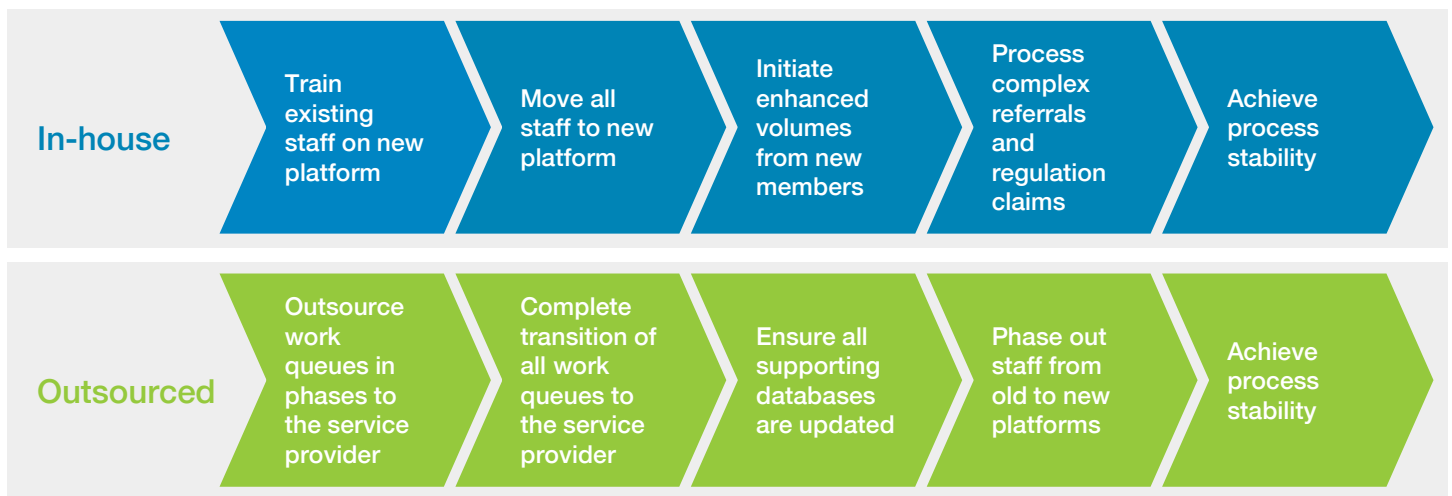 In-house
Train
existing
staff on new
platform
Move all
staff to new
platform
Initiate
enhanced
volumes
from new
members
Process
complex
referrals
and
regulation
claims
Achieve
process
stability
Outsourced
Outsource
work
queues in
phases to
the service
provider
Complete
transition of
all work
queues to
the service
provider
Ensure all
supporting
databases
are updated
Phase out
staff from
old to new
platforms
Achieve
process
stability